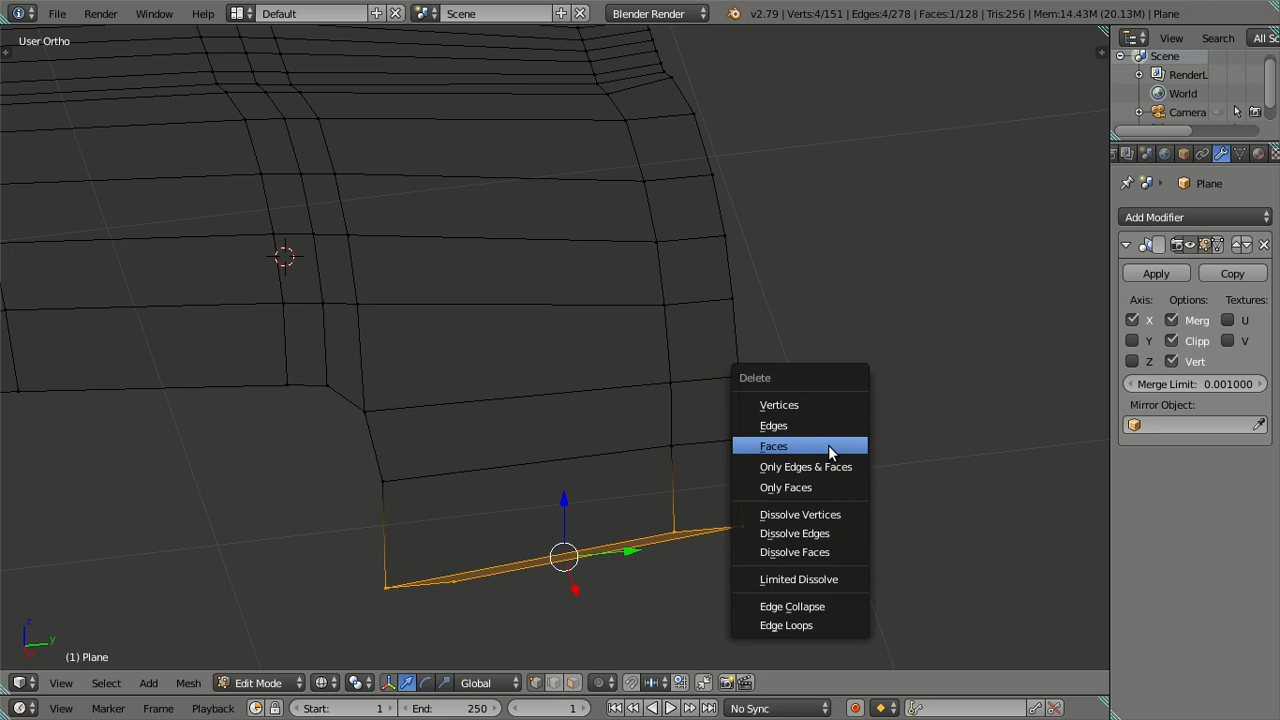 File Render Window Help Default Scene Blender Render v2.79 | Verts:4/151 | Edges:4/278 | Faces:1/128 | Tris:256 | Mem:14.43M (20.13M) | Plane
User Ortho
View Search All Sc
Scene
RenderL
World
Camera
Plane
Add Modifier
Apply Copy
Axis: Options: Textures:
X Merg U
Y Clipp V
Z Vert
Merge Limit: 0.001000
Mirror Object:
Delete
Vertices
Edges
Faces
Only Edges & Faces
Only Faces
Dissolve Vertices
Dissolve Edges
Dissolve Faces
Limited Dissolve
Edge Collapse
Edge Loops
z
y
(1) Plane
View Select Add Mesh Edit Mode Global
View Marker Frame Playback Start: 1 End: 250 1 No Sync